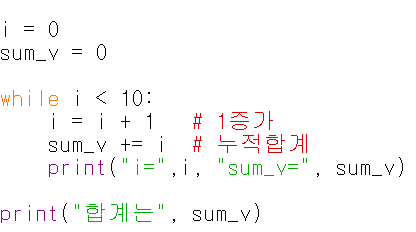 i = 0
sum_v = 0

while i < 10:
    i = i + 1   # 1증가
    sum_v += i  # 누적합계
    print("i=",i, "sum_v=", sum_v)

print("합계는", sum_v)